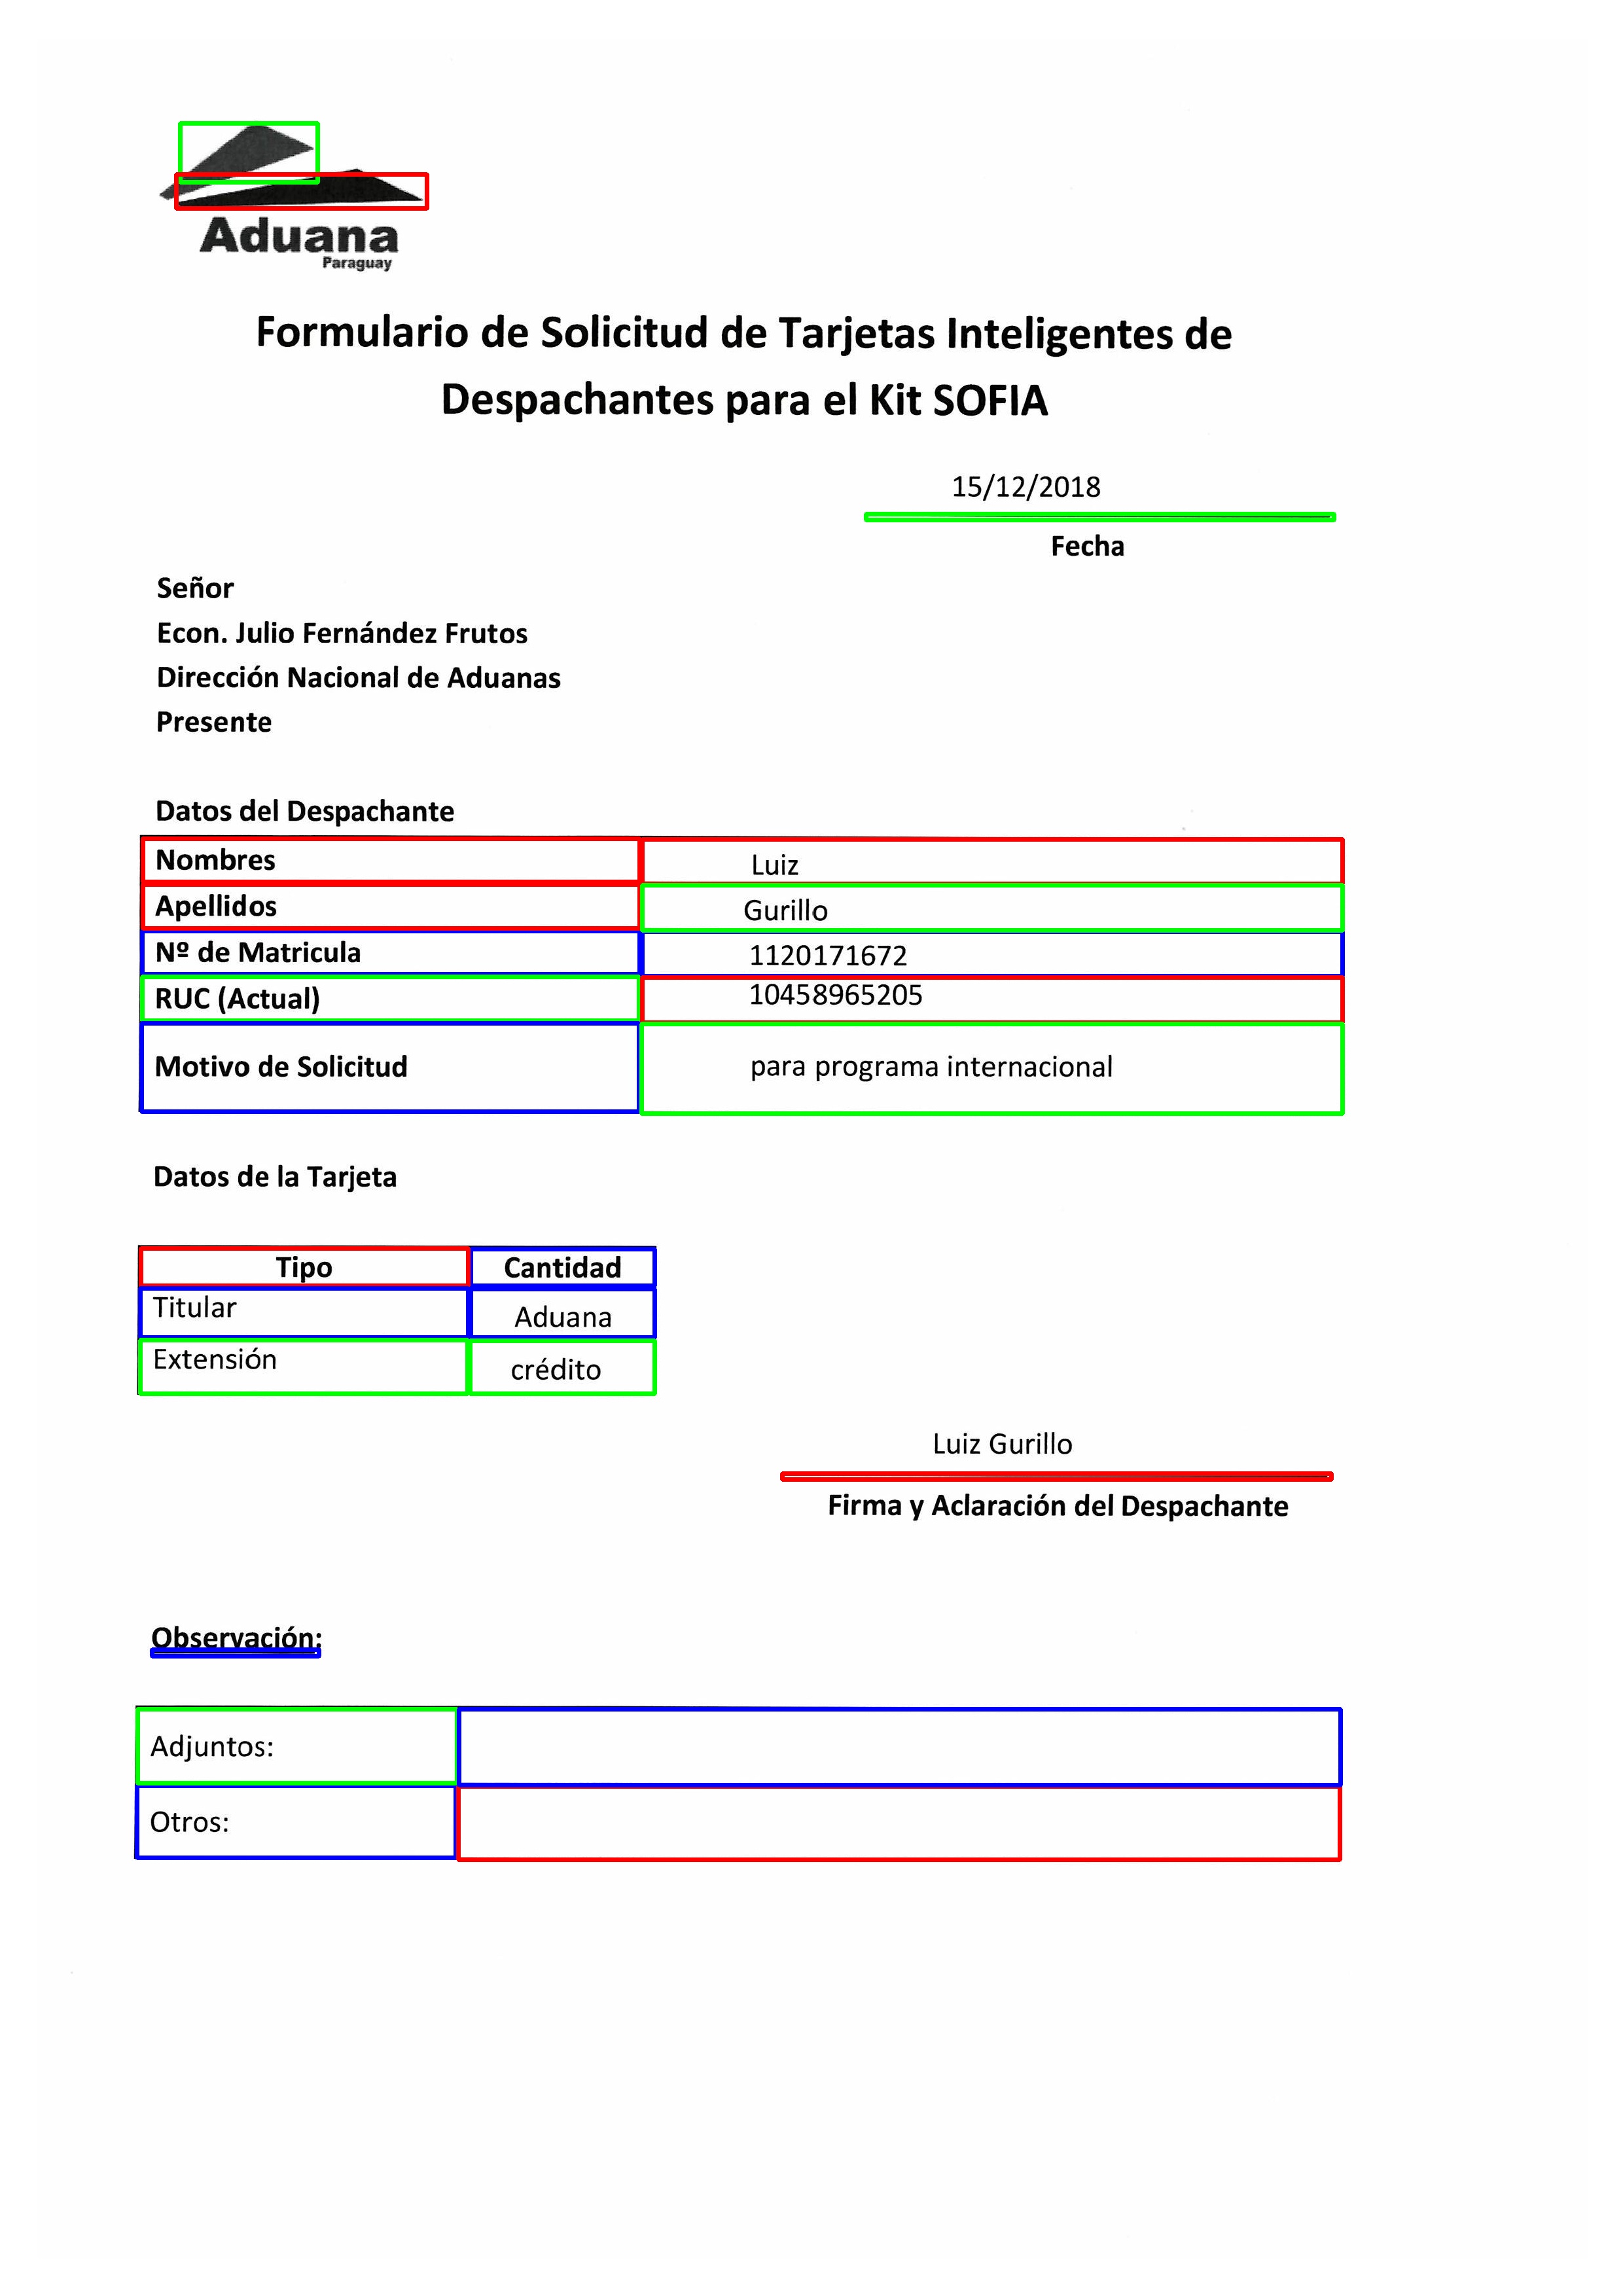 Aduana
Paraguay
Formulario de Solicitud de Tarjetas Inteligentes de
Despachantes para el Kit SOFIA
15/12/2018
Fecha
Señor
Econ. Julio Fernández Frutos
Dirección Nacional de Aduanas
Presente
Datos del Despachante
Nombres Luiz
Apellidos Gurillo
Nº de Matricula 1120171672
RUC (Actual) 10458965205
Motivo de Solicitud para programa internacional
Datos de la Tarjeta
Tipo Cantidad
Titular Aduana
Extensión crédito
Luiz Gurillo
Firma y Aclaración del Despachante
Observación:
Adjuntos:
Otros: